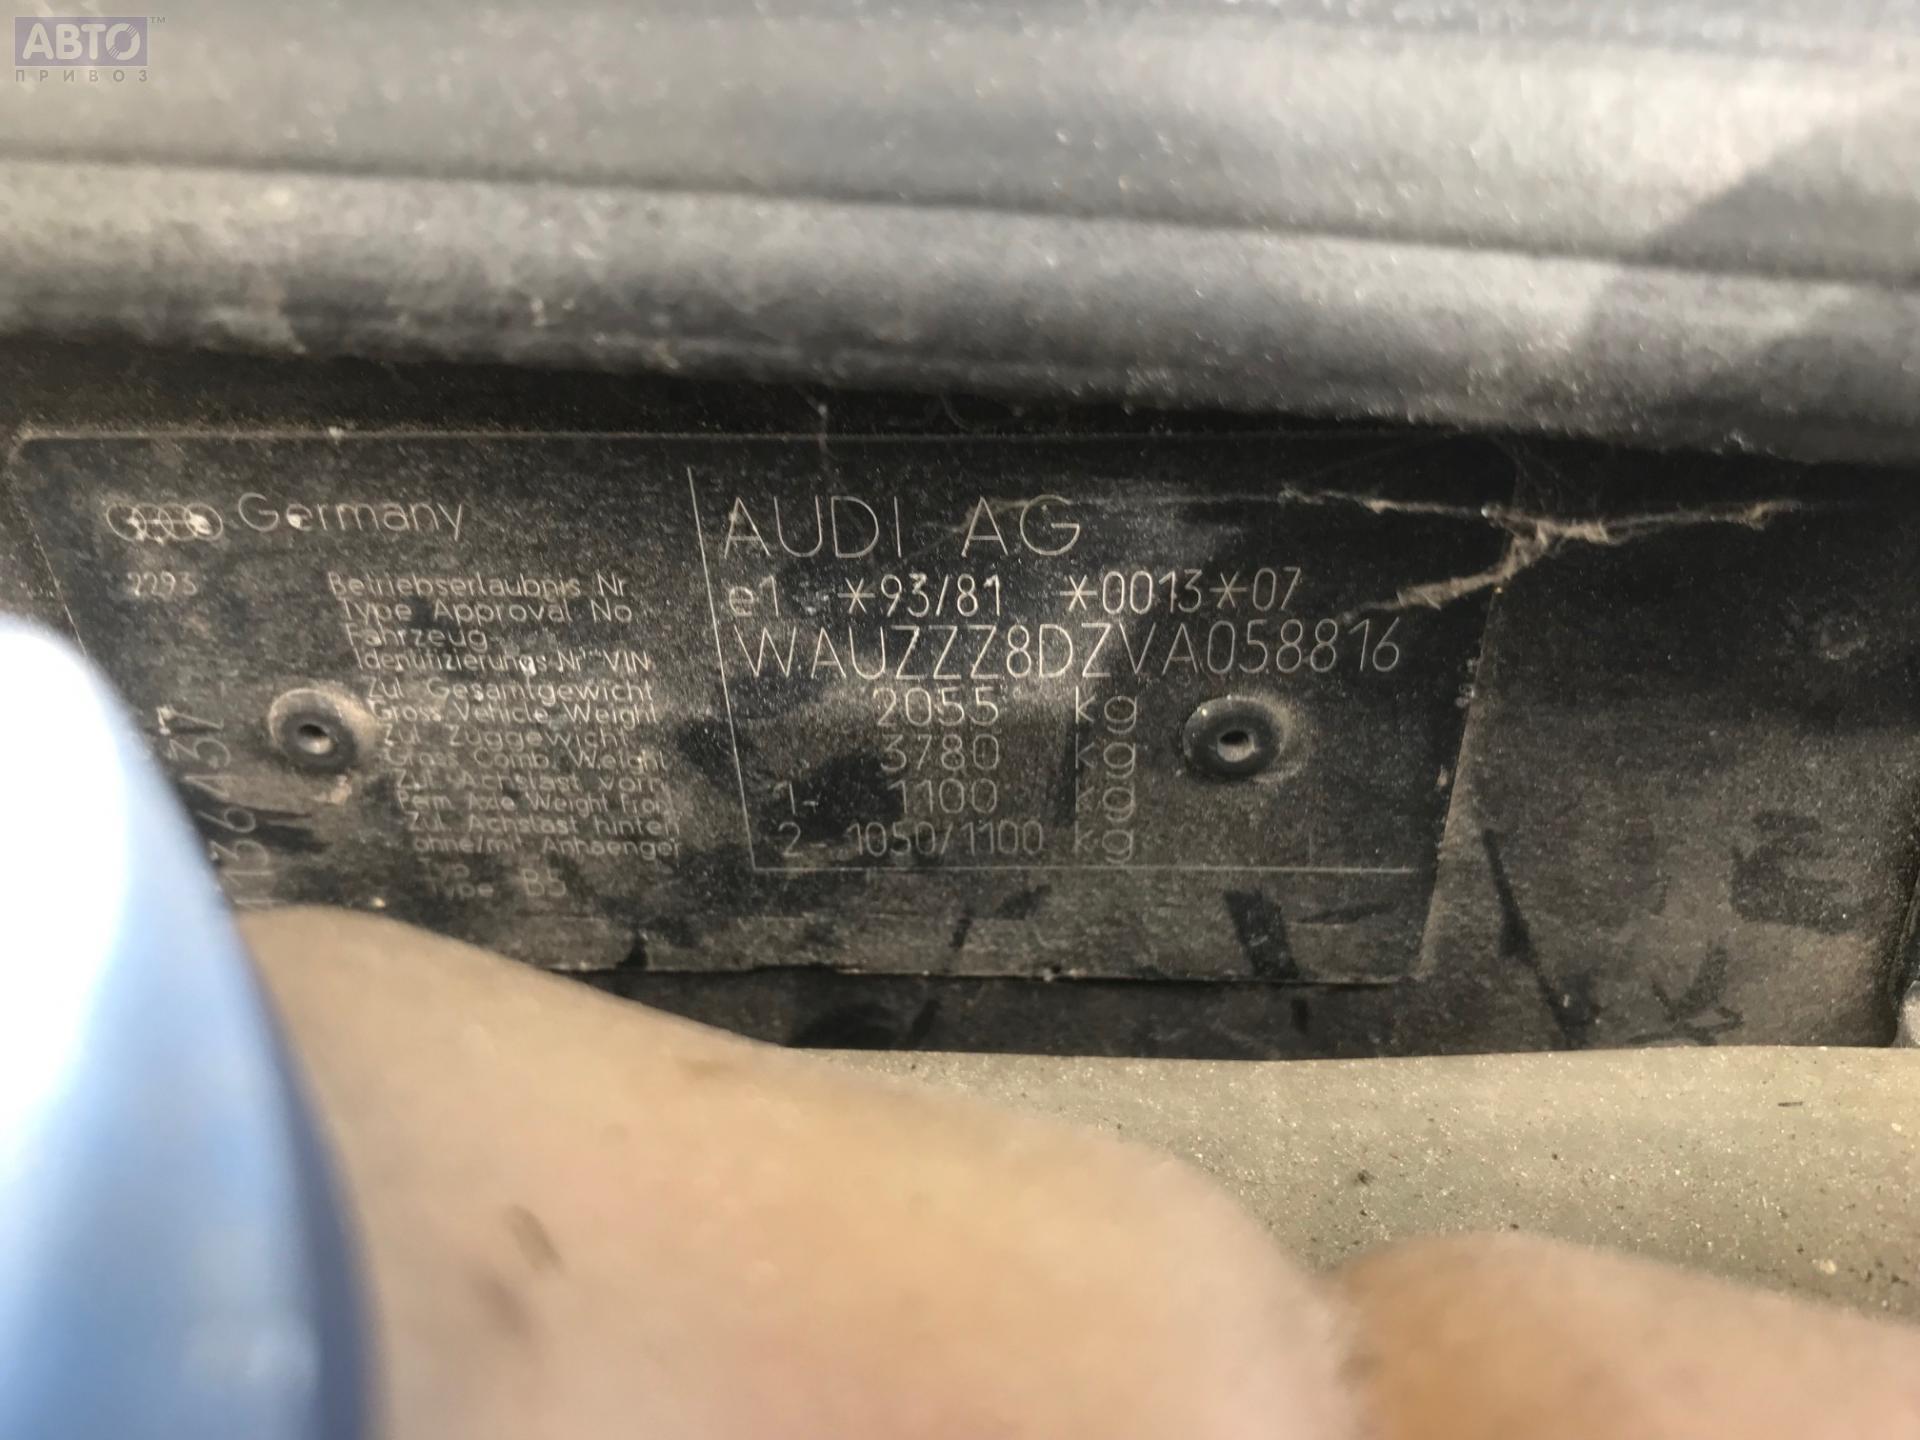 АВТО™
ПРИВОЗ
Germany
AUDI AG
2293
Betriebserlaubnis Nr
Type Approval No
e1 *93/81 *0013*07
Fahrzeug
Identifizierungs-Nr VIN
WAUZZZ8DZVA058816
Zul. Gesamtgewicht
Gross Vehicle Weight
2055 kg
Zul. Zuggewicht
Gross Comb. Weight
3780 kg
Zul. Achslast vorn
Perm Axle Weight Front
1- 1100 kg
Zul. Achslast hinten
ohne/mit Anhaenger
2- 1050/1100 kg
Typ
Type B5